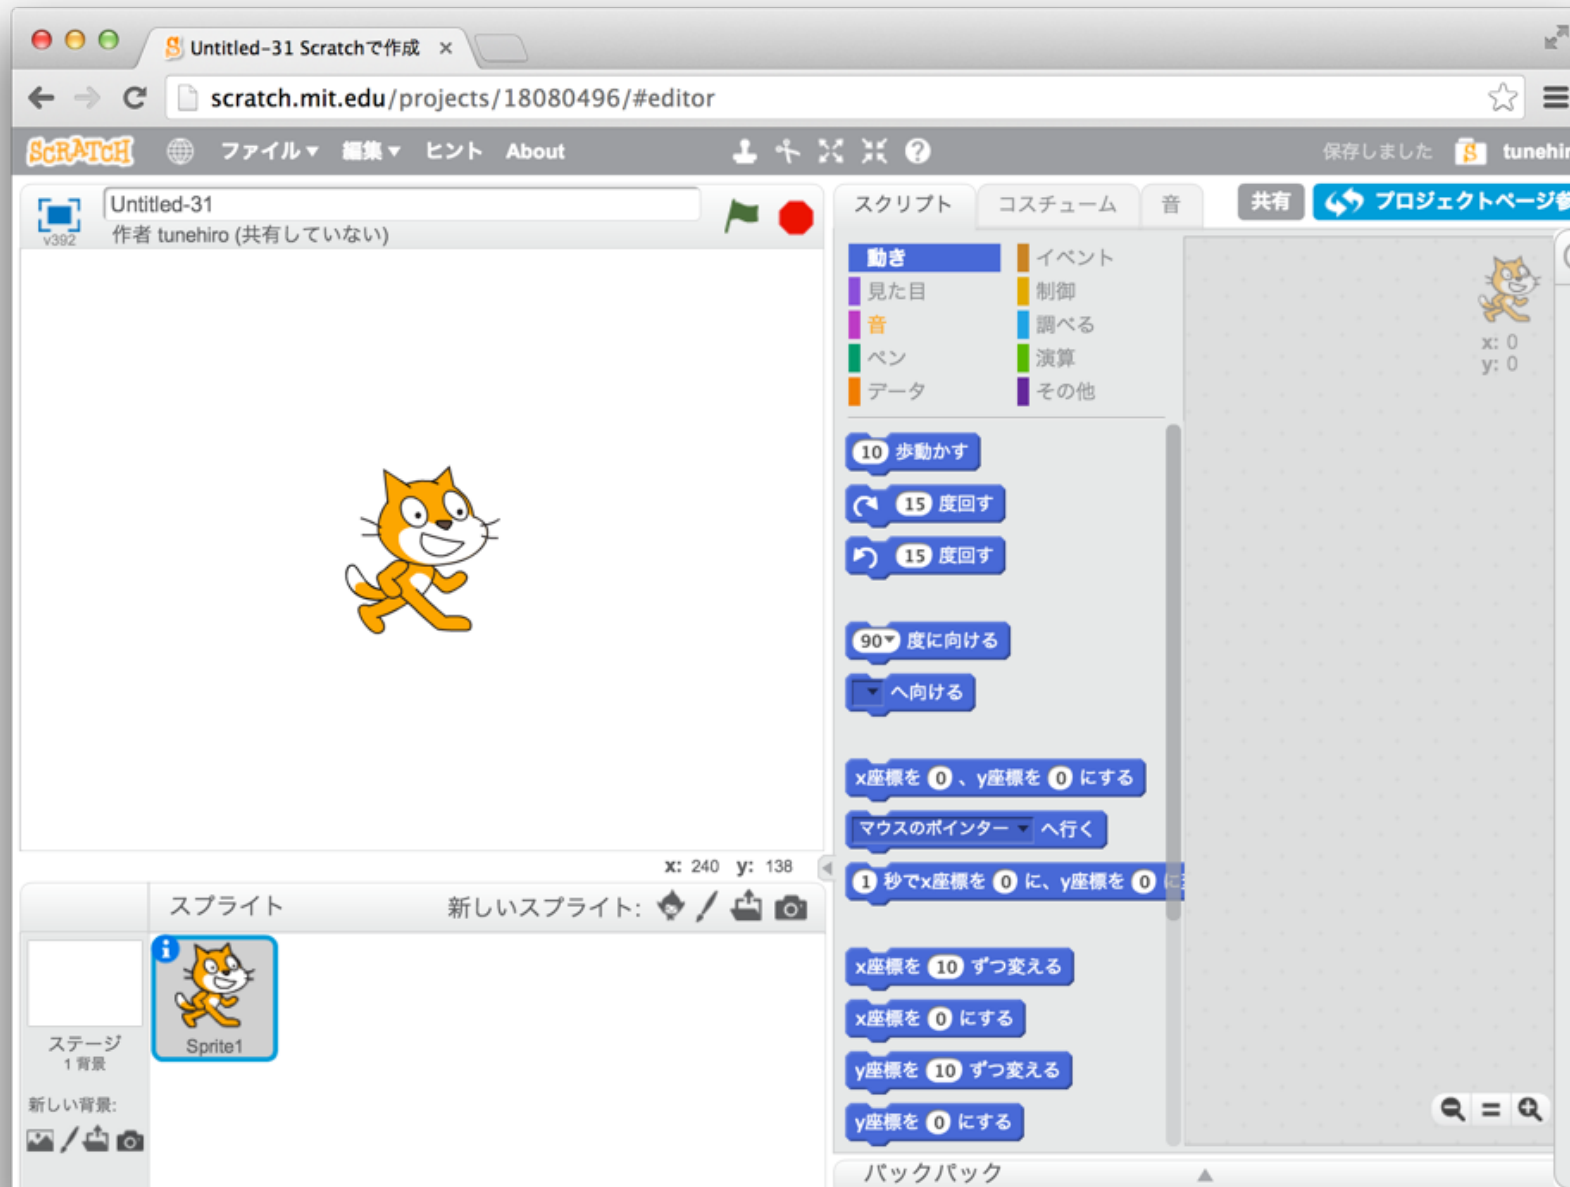 Untitled-31 Scratchで作成
scratch.mit.edu/projects/18080496/#editor
SCRATCH ファイル 編集 ヒント About 保存しました tunehir
v392
Untitled-31
作者 tunehiro (共有していない)
スクリプト コスチューム 音 共有 プロジェクトページ参
動き イベント
見た目 制御
音 調べる
ペン 演算
データ その他
x: 0
y: 0
10 歩動かす
15 度回す
15 度回す
90 度に向ける
へ向ける
x座標を 0 、y座標を 0 にする
マウスのポインター へ行く
1 秒でx座標を 0 に、y座標を 0 に
x座標を 10 ずつ変える
x座標を 0 にする
y座標を 10 ずつ変える
y座標を 0 にする
x: 240 y: 138
スプライト 新しいスプライト:
Sprite1
ステージ
1 背景
新しい背景:
バックパック